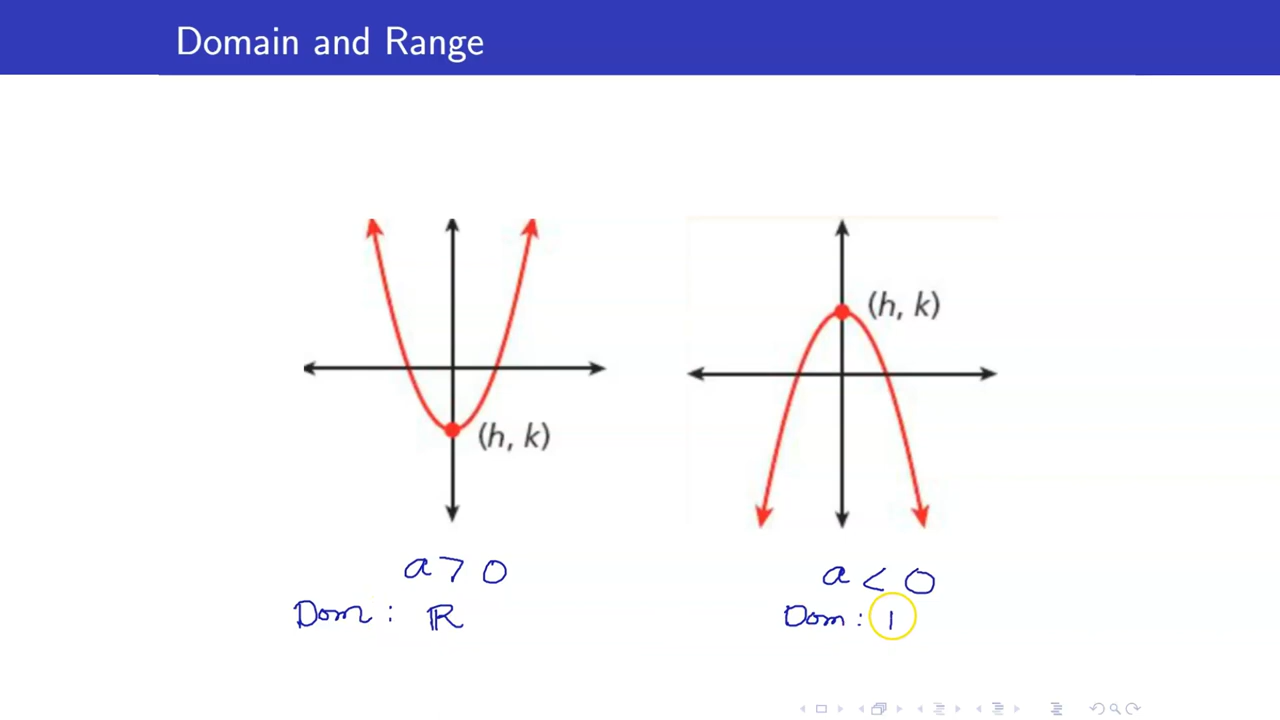 Domain and Range
(h, k)
(h, k)
a > 0
a < 0
Dom : ℝ
Dom : I